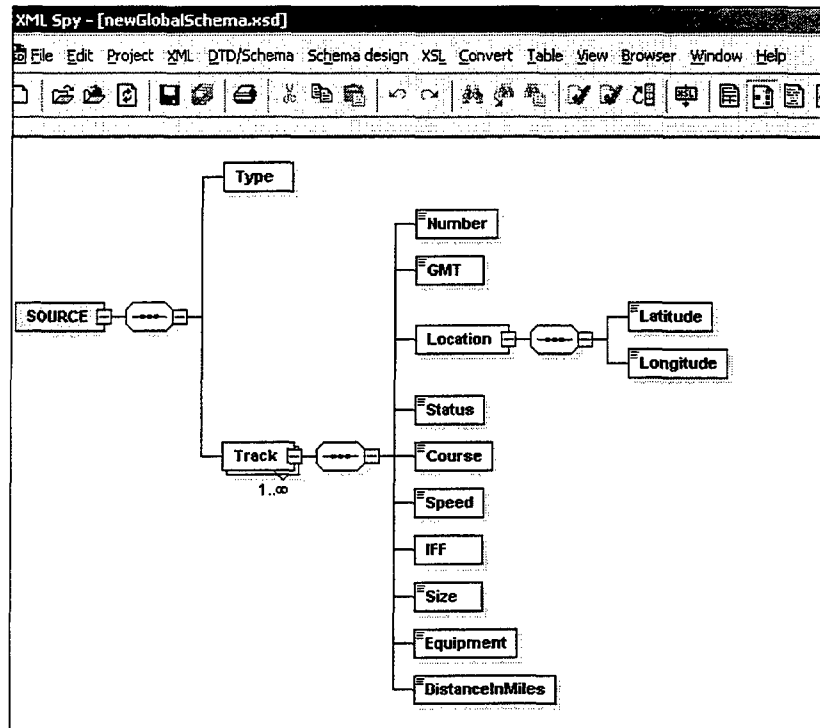 XML Spy - [newGlobalSchema.xsd]
File Edit Project XML DTD/Schema Schema design XSL Convert Table View Browser Window Help
Type
Number
GMT
SOURCE
Location
Latitude
Longitude
Status
Track
Course
1..∞
Speed
IFF
Size
Equipment
DistanceInMiles